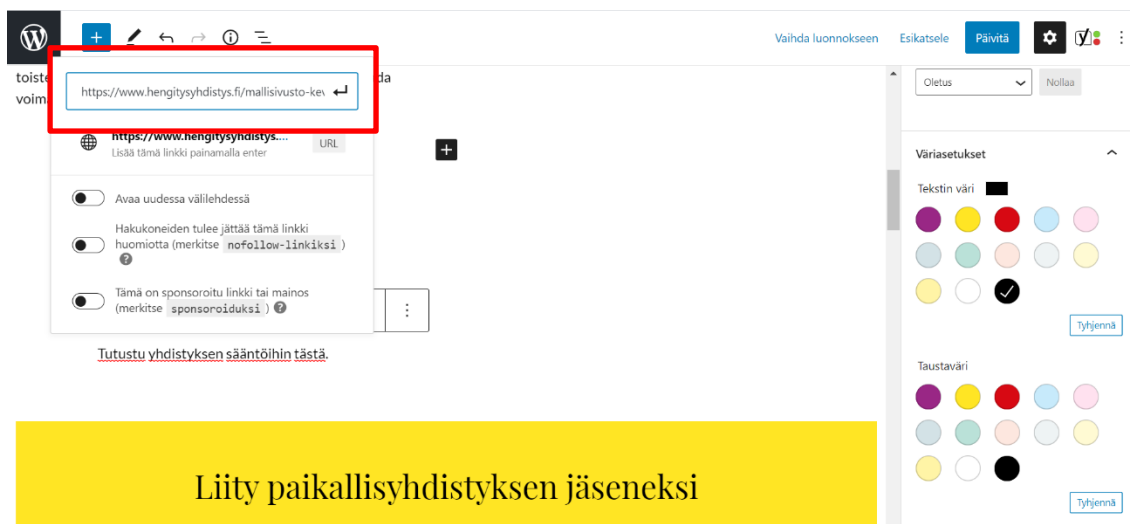 Vaihda luonnokseen Esikatsele Päivitä
toiste
da
voim
https://www.hengitysyhdistys.fi/mallisivusto-kev
https://www.hengitysyhdistys....
Lisää tämä linkki painamalla enter
URL
Avaa uudessa välilehdessä
Hakukoneiden tulee jättää tämä linkki
huomiotta (merkitse nofollow-linkiksi )
Tämä on sponsoroitu linkki tai mainos
(merkitse sponsoroiduksi )
Tutustu yhdistyksen sääntöihin tästä.
Liity paikallisyhdistyksen jäseneksi
Oletus
Nollaa
Väriasetukset
Tekstin väri
Tyhjennä
Taustaväri
Tyhjennä